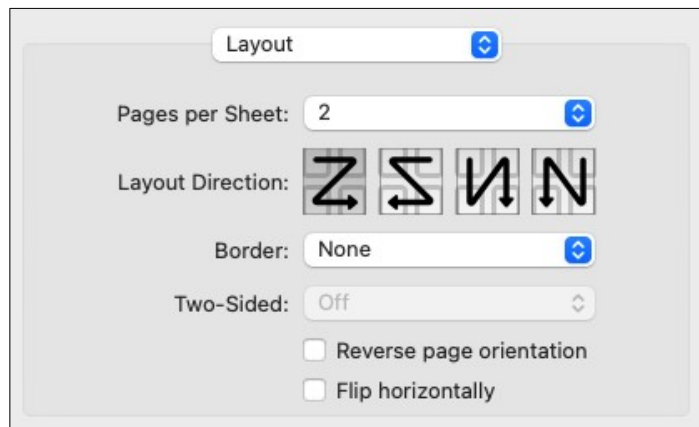 Layout
Pages per Sheet: 2
Layout Direction:
Border: None
Two-Sided: Off
Reverse page orientation
Flip horizontally